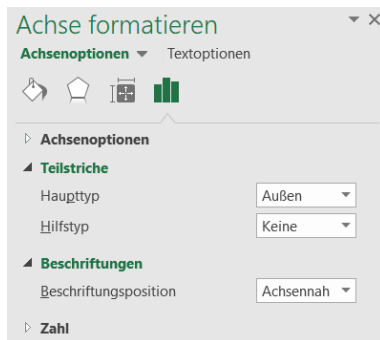 Achse formatieren
Achsenoptionen Textoptionen
Achsenoptionen
Teilstriche
Haupttyp Außen
Hilfstyp Keine
Beschriftungen
Beschriftungsposition Achsennah
Zahl